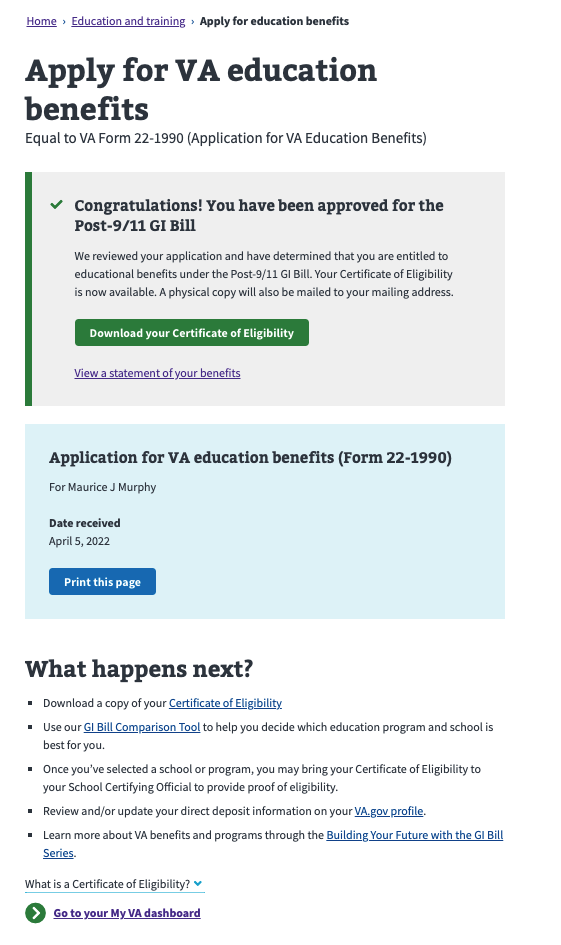 Home › Education and training › Apply for education benefits
Apply for VA education
benefits
Equal to VA Form 22-1990 (Application for VA Education Benefits)
Congratulations! You have been approved for the
Post-9/11 GI Bill
We reviewed your application and have determined that you are entitled to
educational benefits under the Post-9/11 GI Bill. Your Certificate of Eligibility
is now available. A physical copy will also be mailed to your mailing address.
Download your Certificate of Eligibility
View a statement of your benefits
Application for VA education benefits (Form 22-1990)
For Maurice J Murphy
Date received
April 5, 2022
Print this page
What happens next?
Download a copy of your Certificate of Eligibility
Use our GI Bill Comparison Tool to help you decide which education program and school is
best for you.
Once you’ve selected a school or program, you may bring your Certificate of Eligibility to
your School Certifying Official to provide proof of eligibility.
Review and/or update your direct deposit information on your VA.gov profile.
Learn more about VA benefits and programs through the Building Your Future with the GI Bill
Series.
What is a Certificate of Eligibility?
Go to your My VA dashboard